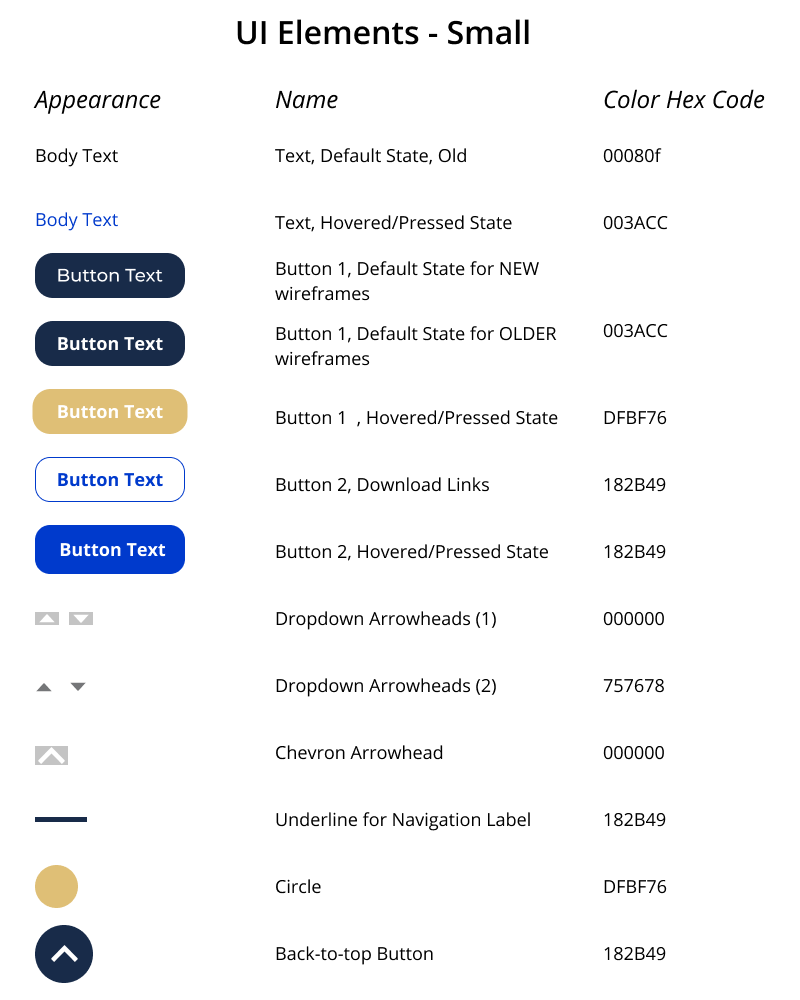 UI Elements - Small
Appearance Name Color Hex Code
Body Text Text, Default State, Old 00080f
Body Text Text, Hovered/Pressed State 003ACC
Button Text Button 1, Default State for NEW
wireframes
Button Text Button 1, Default State for OLDER 003ACC
wireframes
Button Text Button 1  , Hovered/Pressed State DFBF76
Button Text Button 2, Download Links 182B49
Button Text Button 2, Hovered/Pressed State 182B49
Dropdown Arrowheads (1) 000000
Dropdown Arrowheads (2) 757678
Chevron Arrowhead 000000
Underline for Navigation Label 182B49
Circle DFBF76
Back-to-top Button 182B49